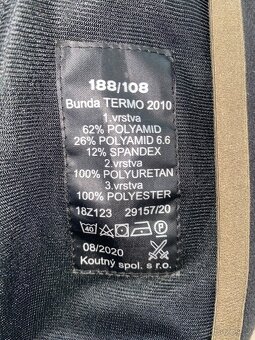 188/108
Bunda TERMO 2010
1.vrstva
62% POLYAMID
26% POLYAMID 6.6
12% SPANDEX
2.vrstva
100% POLYURETAN
3.vrstva
100% POLYESTER
18Z123 29157/20
40 P
08/2020
Koutný spol. s r.o.